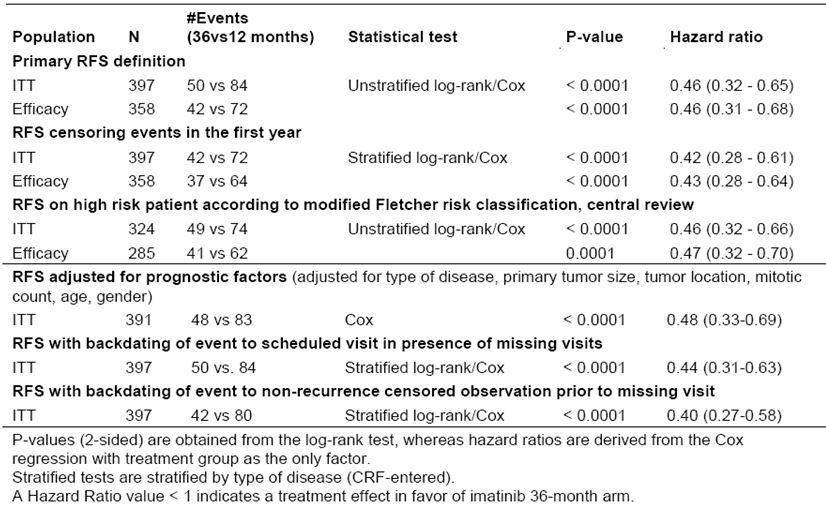 #Events
Population N (36vs12 months) Statistical test P-value Hazard ratio
Primary RFS definition
ITT 397 50 vs 84 Unstratified log-rank/Cox < 0.0001 0.46 (0.32 - 0.65)
Efficacy 358 42 vs 72 < 0.0001 0.46 (0.31 - 0.68)
RFS censoring events in the first year
ITT 397 42 vs 72 Stratified log-rank/Cox < 0.0001 0.42 (0.28 - 0.61)
Efficacy 358 37 vs 64 < 0.0001 0.43 (0.28 - 0.64)
RFS on high risk patient according to modified Fletcher risk classification, central review
ITT 324 49 vs 74 Unstratified log-rank/Cox < 0.0001 0.46 (0.32 - 0.66)
Efficacy 285 41 vs 62 0.0001 0.47 (0.32 - 0.70)
RFS adjusted for prognostic factors (adjusted for type of disease, primary tumor size, tumor location, mitotic
count, age, gender)
ITT 391 48 vs 83 Cox < 0.0001 0.48 (0.33-0.69)
RFS with backdating of event to scheduled visit in presence of missing visits
ITT 397 50 vs. 84 Stratified log-rank/Cox < 0.0001 0.44 (0.31-0.63)
RFS with backdating of event to non-recurrence censored observation prior to missing visit
ITT 397 42 vs 80 Stratified log-rank/Cox < 0.0001 0.40 (0.27-0.58)
P-values (2-sided) are obtained from the log-rank test, whereas hazard ratios are derived from the Cox
regression with treatment group as the only factor.
Stratified tests are stratified by type of disease (CRF-entered).
A Hazard Ratio value < 1 indicates a treatment effect in favor of imatinib 36-month arm.